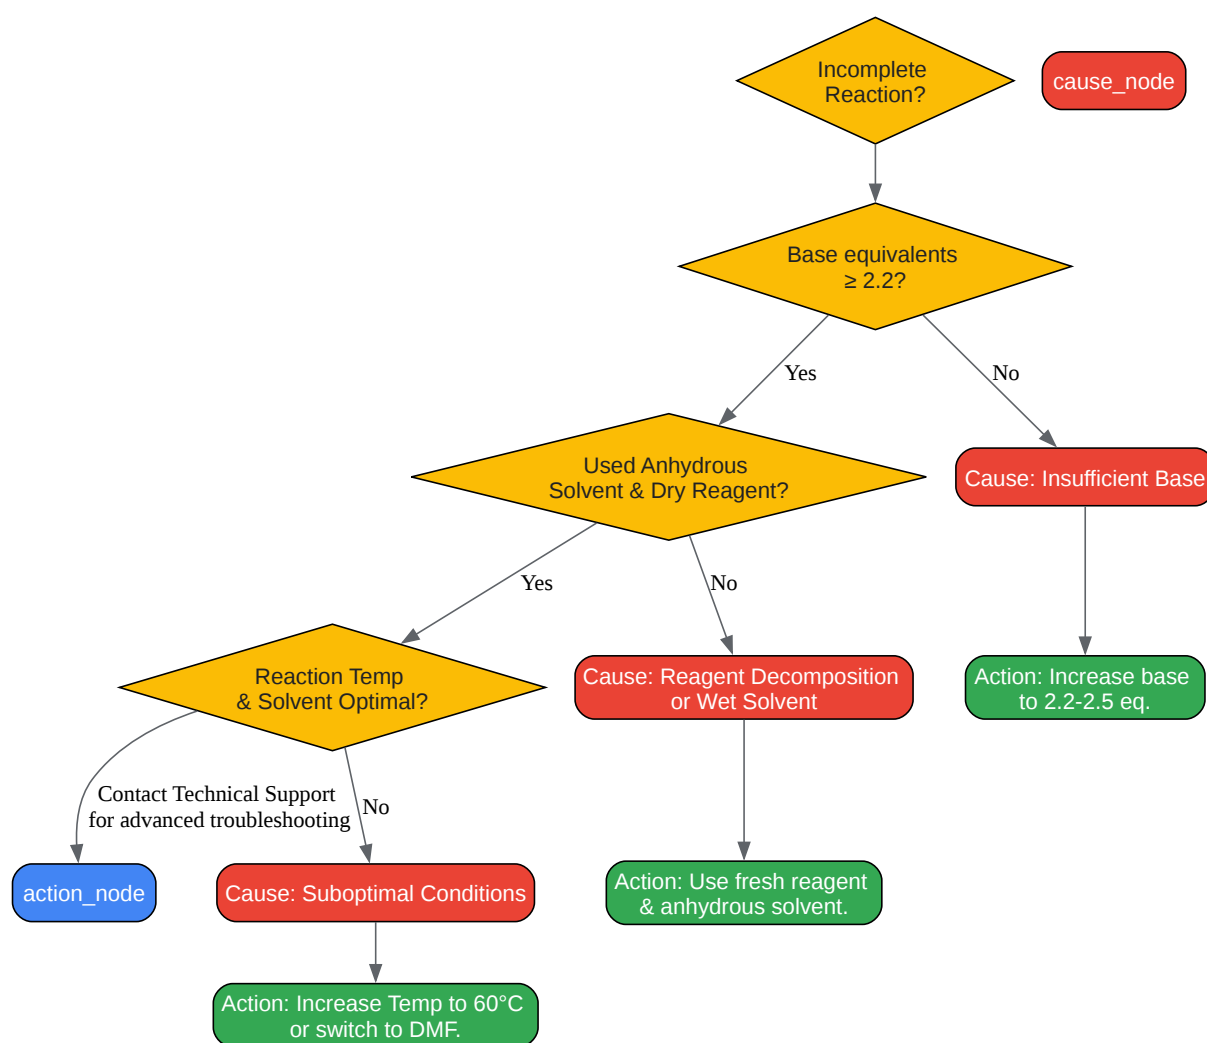 Incomplete
Reaction?
cause_node
Base equivalents
≥ 2.2?
Yes
No
Used Anhydrous
Solvent & Dry Reagent?
Cause: Insufficient Base
Yes
No
Reaction Temp
& Solvent Optimal?
Cause: Reagent Decomposition
or Wet Solvent
Action: Increase base
to 2.2-2.5 eq.
Contact Technical Support
for advanced troubleshooting
No
action_node
Cause: Suboptimal Conditions
Action: Use fresh reagent
& anhydrous solvent.
Action: Increase Temp to 60°C
or switch to DMF.